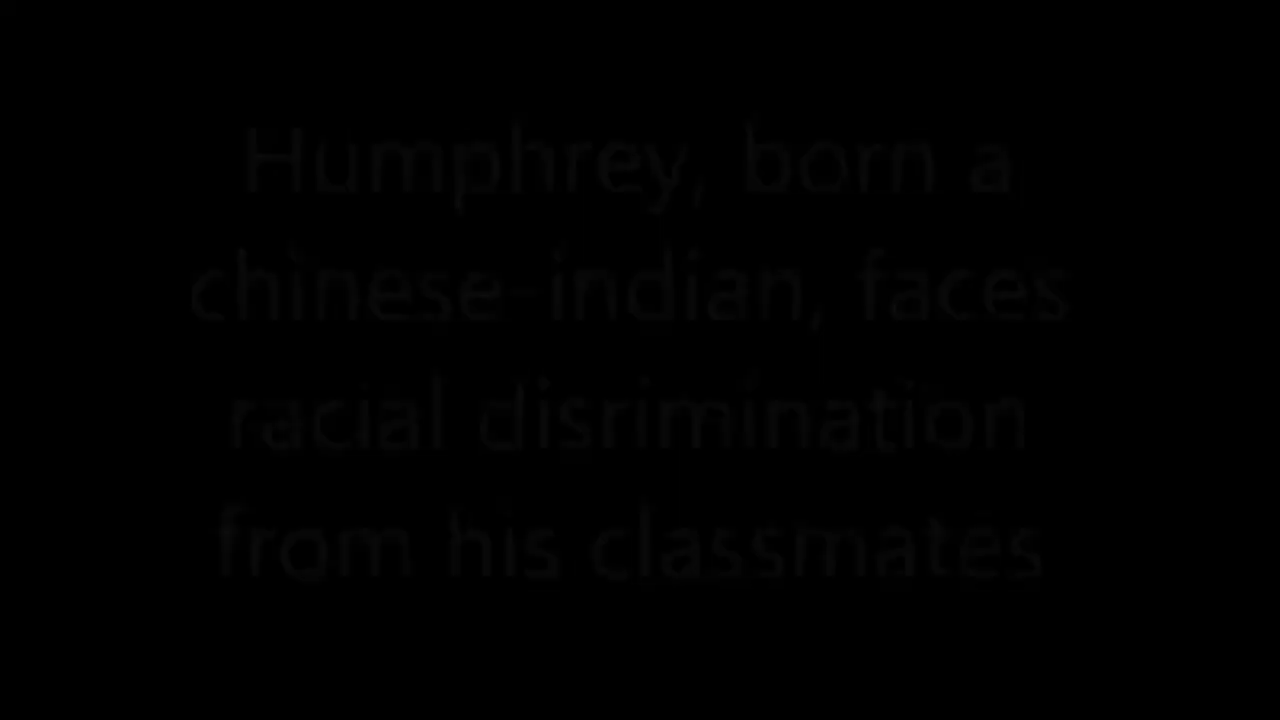 Humphrey, born a
chinese-indian, faces
racial disrimination
from his classmates